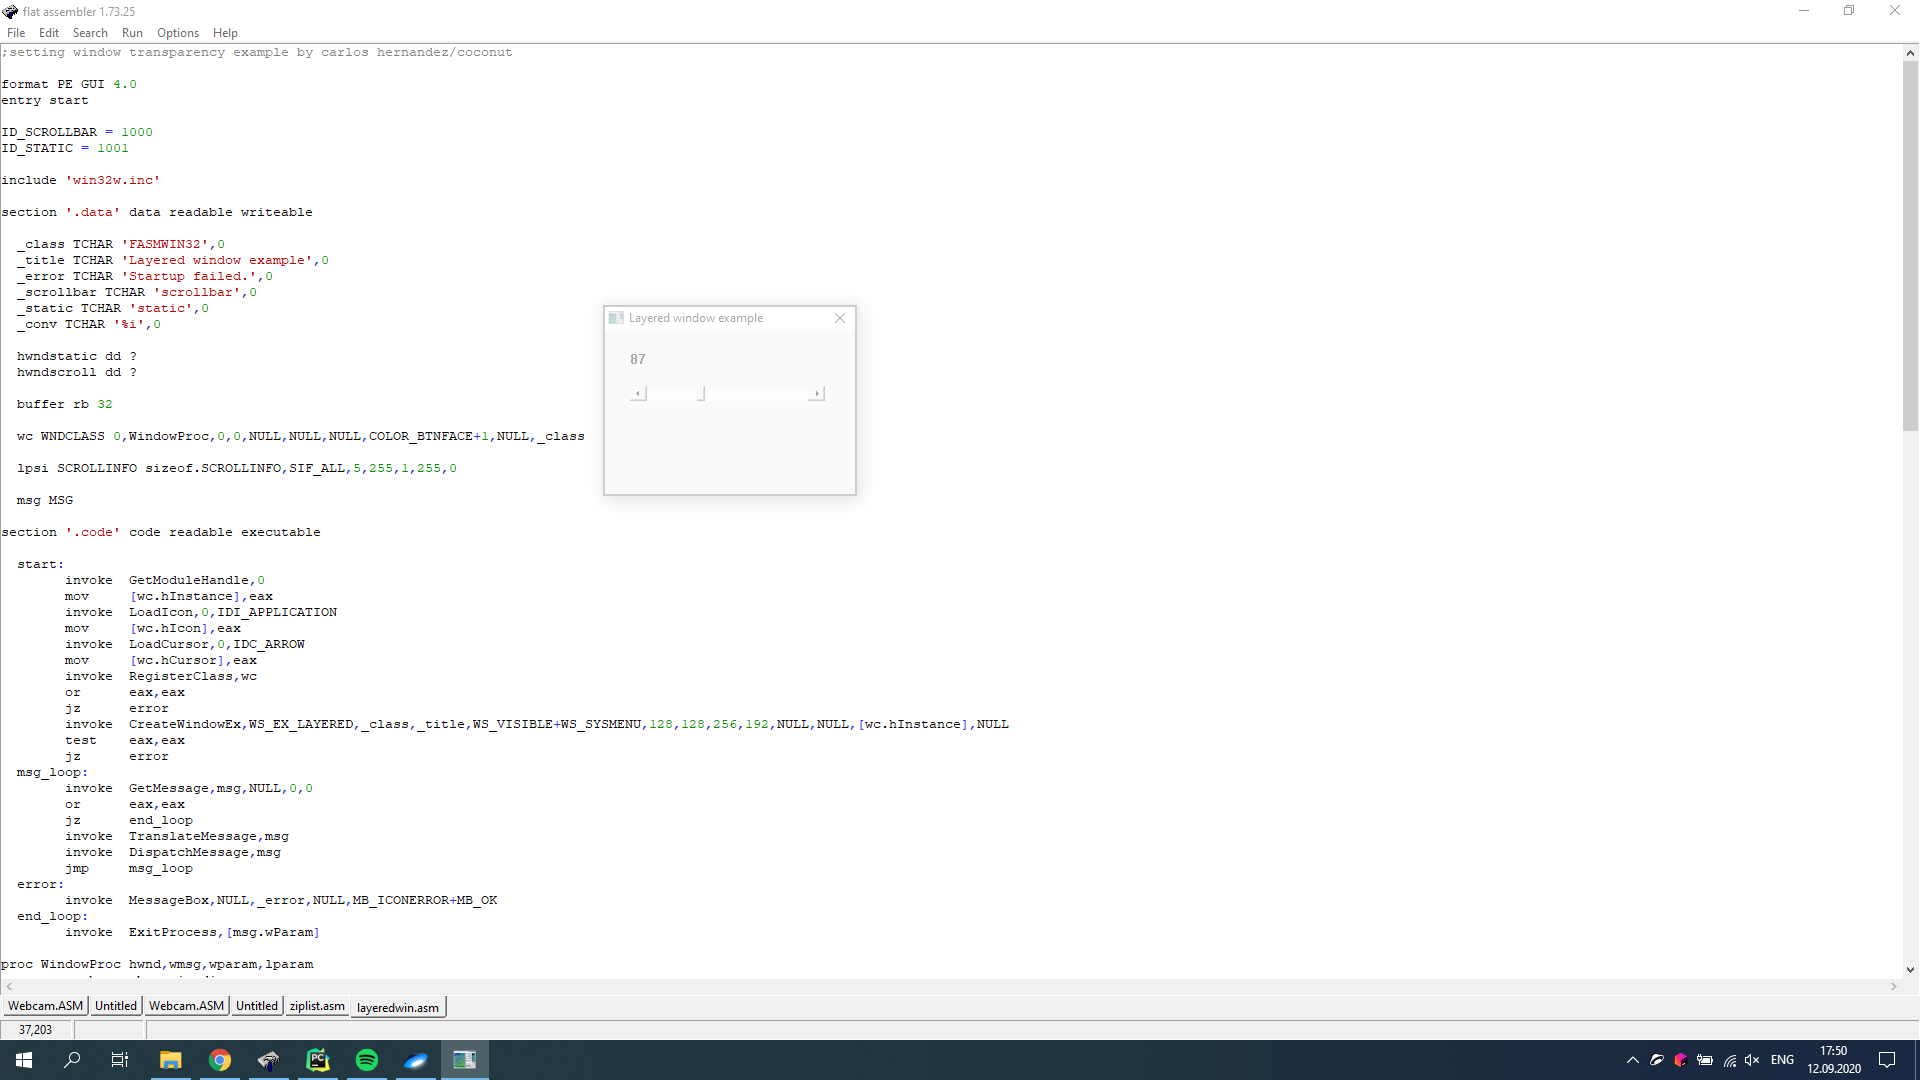 flat assembler 1.73.25
File Edit Search Run Options Help
;setting window transparency example by carlos hernandez/coconut
format PE GUI 4.0
entry start
ID_SCROLLBAR = 1000
ID_STATIC = 1001
include 'win32w.inc'
section '.data' data readable writeable
_class TCHAR 'FASMWIN32',0
_title TCHAR 'Layered window example',0
_error TCHAR 'Startup failed.',0
_scrollbar TCHAR 'scrollbar',0
_static TCHAR 'static',0
_conv TCHAR '%i',0
hwndstatic dd ?
hwndscroll dd ?
buffer rb 32
wc WNDCLASS 0,WindowProc,0,0,NULL,NULL,NULL,COLOR_BTNFACE+1,NULL,_class
lpsi SCROLLINFO sizeof.SCROLLINFO,SIF_ALL,5,255,1,255,0
msg MSG
section '.code' code readable executable
start:
invoke GetModuleHandle,0
mov [wc.hInstance],eax
invoke LoadIcon,0,IDI_APPLICATION
mov [wc.hIcon],eax
invoke LoadCursor,0,IDC_ARROW
mov [wc.hCursor],eax
invoke RegisterClass,wc
or eax,eax
jz error
invoke CreateWindowEx,WS_EX_LAYERED,_class,_title,WS_VISIBLE+WS_SYSMENU,128,128,256,192,NULL,NULL,[wc.hInstance],NULL
test eax,eax
jz error
msg_loop:
invoke GetMessage,msg,NULL,0,0
or eax,eax
jz end_loop
invoke TranslateMessage,msg
invoke DispatchMessage,msg
jmp msg_loop
error:
invoke MessageBox,NULL,_error,NULL,MB_ICONERROR+MB_OK
end_loop:
invoke ExitProcess,[msg.wParam]
proc WindowProc hwnd,wmsg,wparam,lparam
Layered window example
87
Webcam.ASM Untitled Webcam.ASM Untitled ziplist.asm layeredwin.asm
37,203
PC
ENG
17:50
12.09.2020